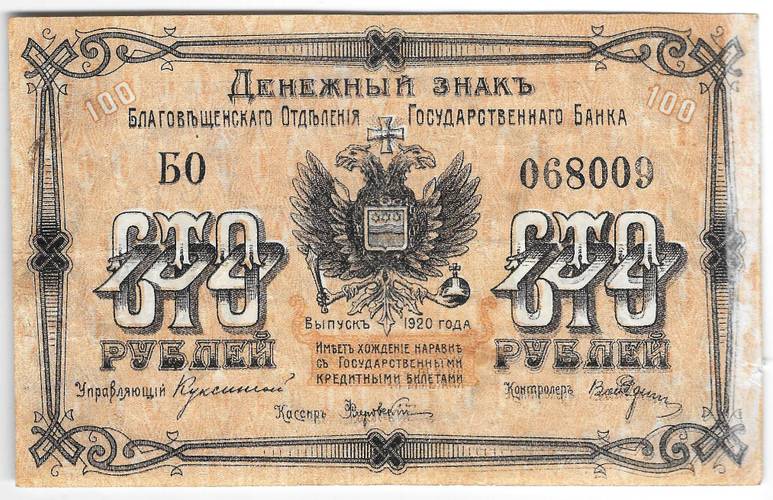 Денежный знакъ
100
100
Благовѣщенскаго Отдѣленія Государственнаго Банка
БО
068009
СТО
СТО
Выпускъ 1920 года
РУБЛЕЙ
РУБЛЕЙ
Имѣетъ хожденіе наравнѣ
съ Государственными
кредитными билетами
Управляющій
Контролеръ
Кассиръ